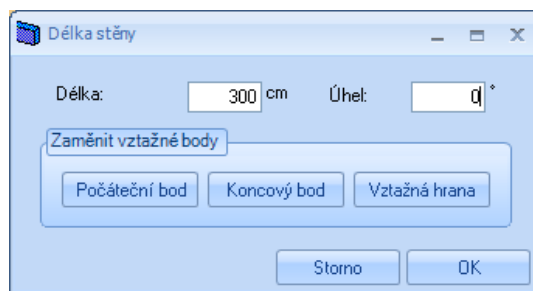 Délka stěny
Délka: 300 cm Úhel: 0 °
Zaměnit vztažné body
Počáteční bod Koncový bod Vztažná hrana
Storno OK